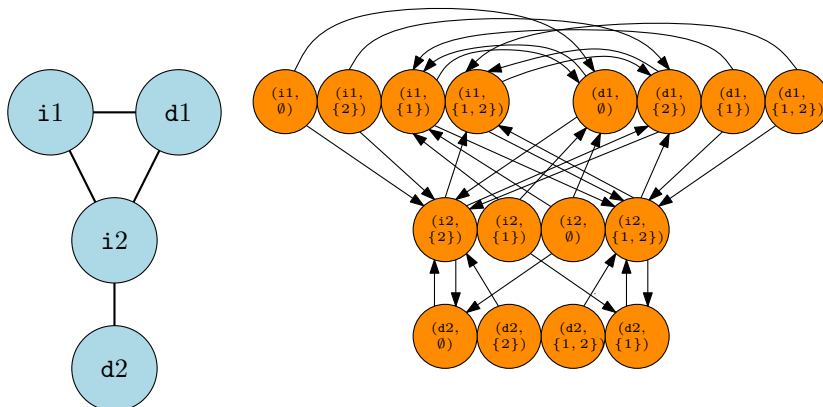 i1
d1
i2
d2
(i1,
∅)
(i1,
{2})
(i1,
{1})
(i1,
{1, 2})
(d1,
∅)
(d1,
{2})
(d1,
{1})
(d1,
{1, 2})
(i2,
{2})
(i2,
{1})
(i2,
∅)
(i2,
{1, 2})
(d2,
∅)
(d2,
{2})
(d2,
{1, 2})
(d2,
{1})